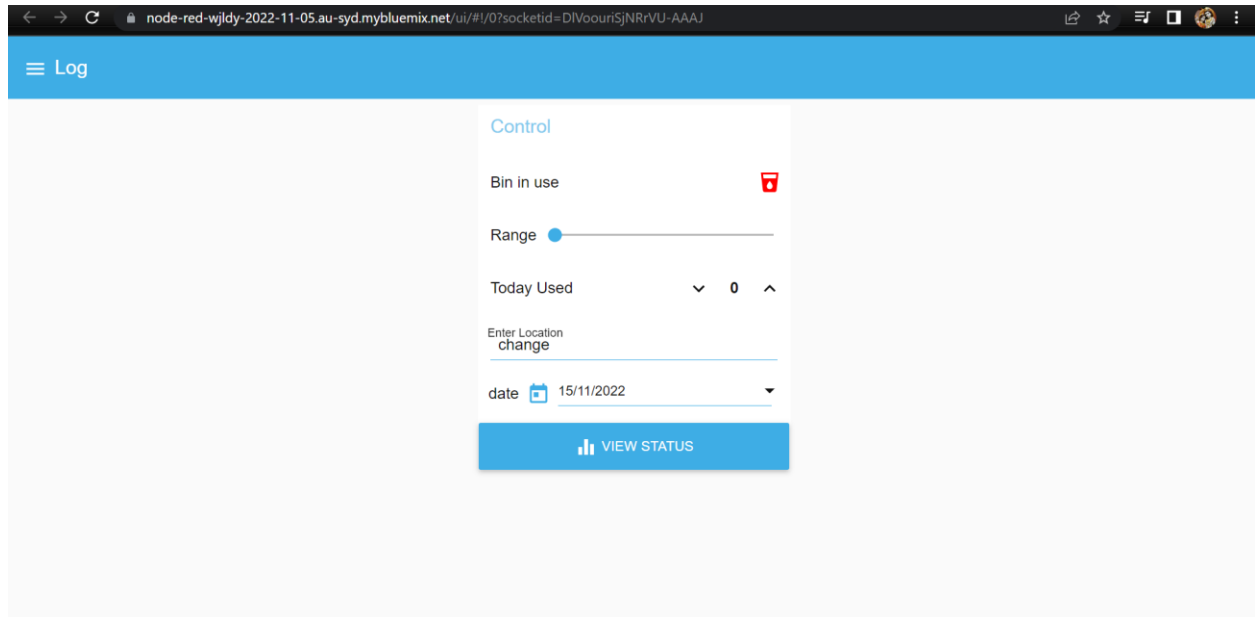 node-red-wjldy-2022-11-05.au-syd.mybluemix.net/ui/#!/0?socketid=DlVoouriSjNRrVU-AAAJ
Log
Control
Bin in use
Range
Today Used 0
Enter Location
change
date 15/11/2022
VIEW STATUS